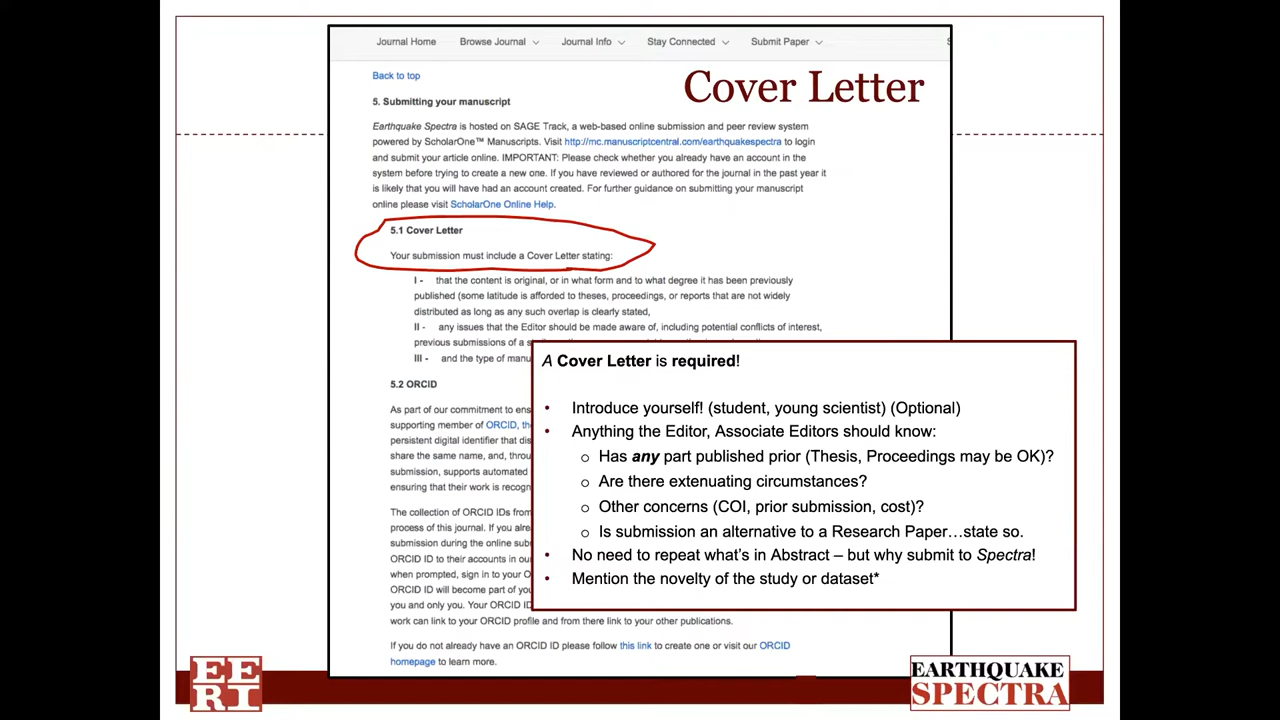 Journal Home Browse Journal Journal Info Stay Connected Submit Paper
Cover Letter
Back to top
5. Submitting your manuscript
Earthquake Spectra is hosted on SAGE Track, a web-based online submission and peer review system
powered by ScholarOne™ Manuscripts. Visit http://mc.manuscriptcentral.com/earthquakespectra to login
and submit your article online. IMPORTANT: Please check whether you already have an account in the
system before trying to create a new one. If you have reviewed or authored for the journal in the past year it
is likely that you will have had an account created. For further guidance on submitting your manuscript
online please visit ScholarOne Online Help.
5.1 Cover Letter
Your submission must include a Cover Letter stating:
I - that the content is original, or in what form and to what degree it has been previously
published (some latitude is afforded to theses, proceedings, or reports that are not widely
distributed as long as any such overlap is clearly stated,
II - any issues that the Editor should be made aware of, including potential conflicts of interest,
previous submissions of a
III - and the type of manu
5.2 ORCID
As part of our commitment to ens
supporting member of ORCID, the
persistent digital identifier that dis
share the same name, and, throu
submission, supports automated
ensuring that their work is recogn
The collection of ORCID IDs from
process of this journal. If you alre
submission during the online sub
ORCID ID to their accounts in our
when prompted, sign in to your O
ORCID ID will become part of you
you and only you. Your ORCID ID
work can link to your ORCID profile and from there link to your other publications.
If you do not already have an ORCID ID please follow this link to create one or visit our ORCID
homepage to learn more.
A Cover Letter is required!
• Introduce yourself! (student, young scientist) (Optional)
• Anything the Editor, Associate Editors should know:
o Has any part published prior (Thesis, Proceedings may be OK)?
o Are there extenuating circumstances?
o Other concerns (COI, prior submission, cost)?
o Is submission an alternative to a Research Paper…state so.
• No need to repeat what's in Abstract – but why submit to Spectra!
• Mention the novelty of the study or dataset*
EE
RI
EARTHQUAKE
SPECTRA